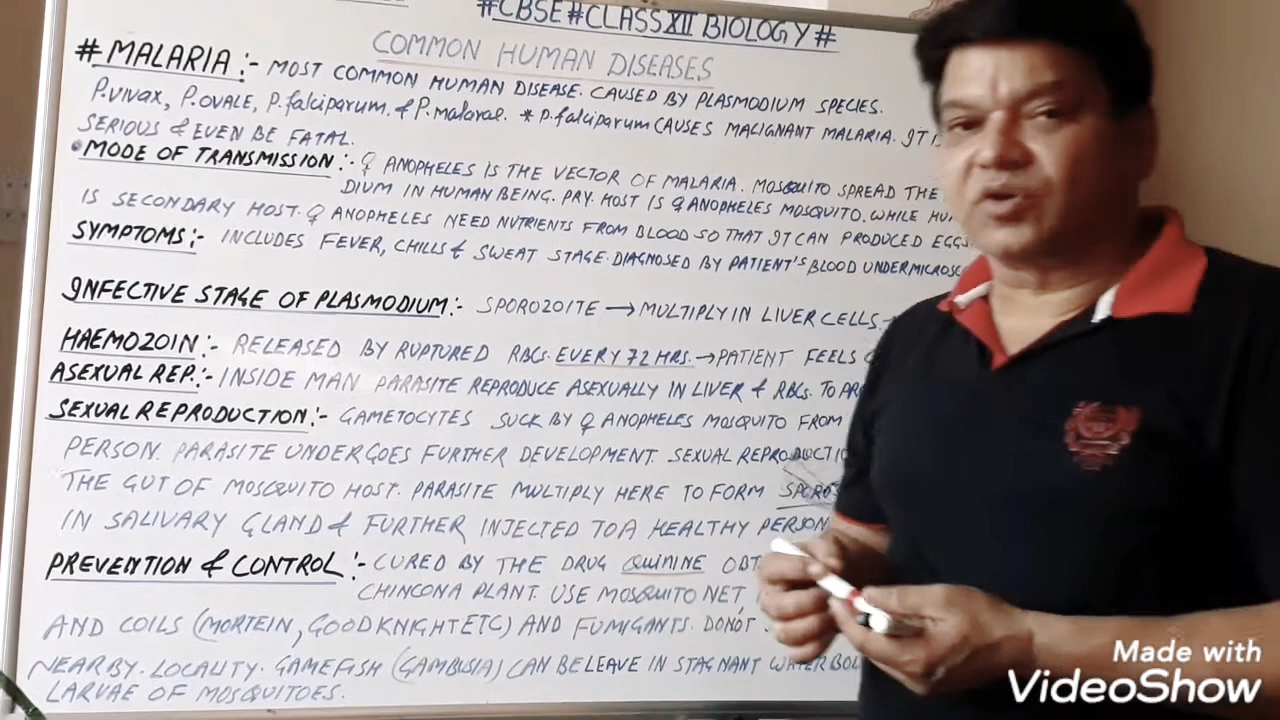 #CBSE#CLASS XII BIOLOGY#
COMMON HUMAN DISEASES
#MALARIA:- MOST COMMON HUMAN DISEASE. CAUSED BY PLASMODIUM SPECIES.
P.vivax, P.OVALE, P.falciparum, & P.malarae. * P.falciparum CAUSES MALIGNANT MALARIA. IT IS
SERIOUS & EVEN BE FATAL.
•MODE OF TRANSMISSION:- ♀ ANOPHELES IS THE VECTOR OF MALARIA. MOSQUITO SPREAD THE
DIUM IN HUMAN BEING. PRY. HOST IS ♀ ANOPHELES MOSQUITO. WHILE
IS SECONDARY HOST. ♀ ANOPHELES NEED NUTRIENTS FROM BLOOD SO THAT IT CAN PRODUCED EGGS.
SYMPTOMS:- INCLUDES FEVER, CHILLS & SWEAT STAGE. DIAGNOSED BY PATIENT'S BLOOD UNDER
INFECTIVE STAGE OF PLASMODIUM:- SPOROZOITE → MULTIPLY IN LIVER CELLS. →
HAEMOZOIN:- RELEASED BY RUPTURED RBCs. EVERY 72 HRS. → PATIENT FEELS
ASEXUAL REP.:- INSIDE MAN PARASITE REPRODUCE ASEXUALLY IN LIVER & RBCs. TO
SEXUAL REPRODUCTION:- GAMETOCYTES SUCK BY ♀ ANOPHELES MOSQUITO FROM
PERSON. PARASITE UNDERGOES FURTHER DEVELOPMENT. SEXUAL
THE GUT OF MOSQUITO HOST. PARASITE MULTIPLY HERE TO FORM
IN SALIVARY GLAND & FURTHER INJECTED TO A HEALTHY PERSON
PREVENTION & CONTROL:- CURED BY THE DRUG QUININE
CHINCONA PLANT. USE MOSQUITO NET,
AND COILS (MORTEIN, GOODKNIGHT ETC) AND FUMIGANTS. DONOT
NEARBY. LOCALITY. GAMEFISH (GAMBUSIA) CAN BE LEAVE IN STAGNANT WATER
LARVAE OF MOSQUITOES.
Made with
VideoShow